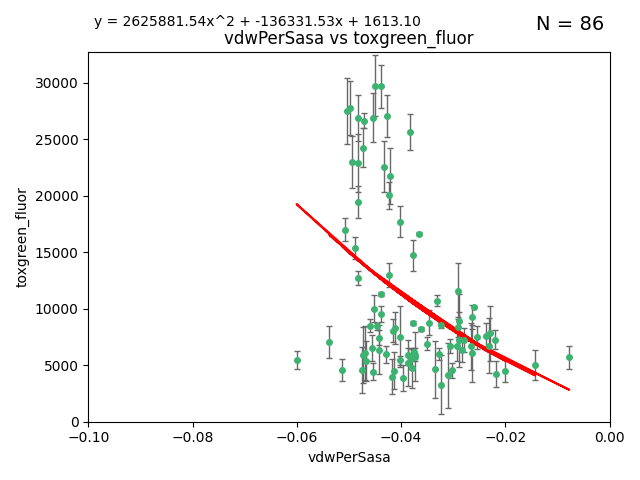 y = 2625881.54x^2 + -136331.53x + 1613.10
N = 86
vdwPerSasa vs toxgreen_fluor
toxgreen_fluor
30000
25000
20000
15000
10000
5000
0
−0.10
−0.08
−0.06
−0.04
−0.02
0.00
vdwPerSasa